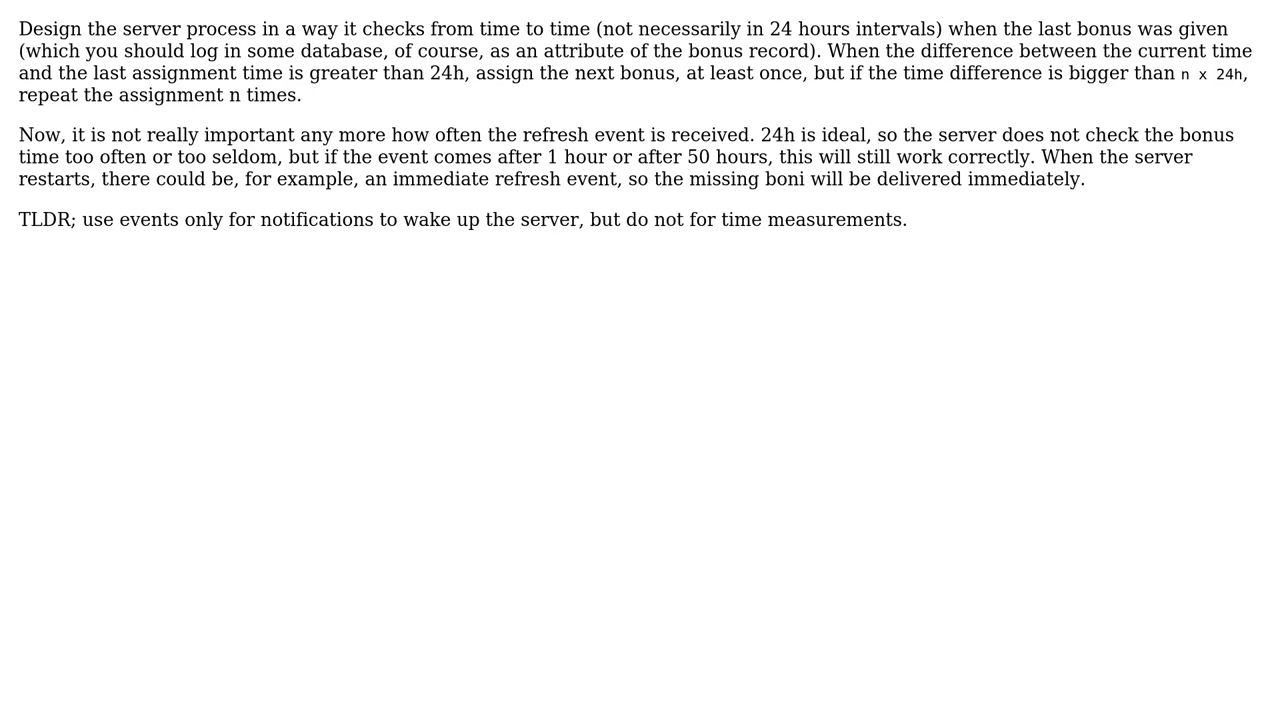 Design the server process in a way it checks from time to time (not necessarily in 24 hours intervals) when the last bonus was given
(which you should log in some database, of course, as an attribute of the bonus record). When the difference between the current time
and the last assignment time is greater than 24h, assign the next bonus, at least once, but if the time difference is bigger than n x 24h,
repeat the assignment n times.
Now, it is not really important any more how often the refresh event is received. 24h is ideal, so the server does not check the bonus
time too often or too seldom, but if the event comes after 1 hour or after 50 hours, this will still work correctly. When the server
restarts, there could be, for example, an immediate refresh event, so the missing boni will be delivered immediately.
TLDR; use events only for notifications to wake up the server, but do not for time measurements.